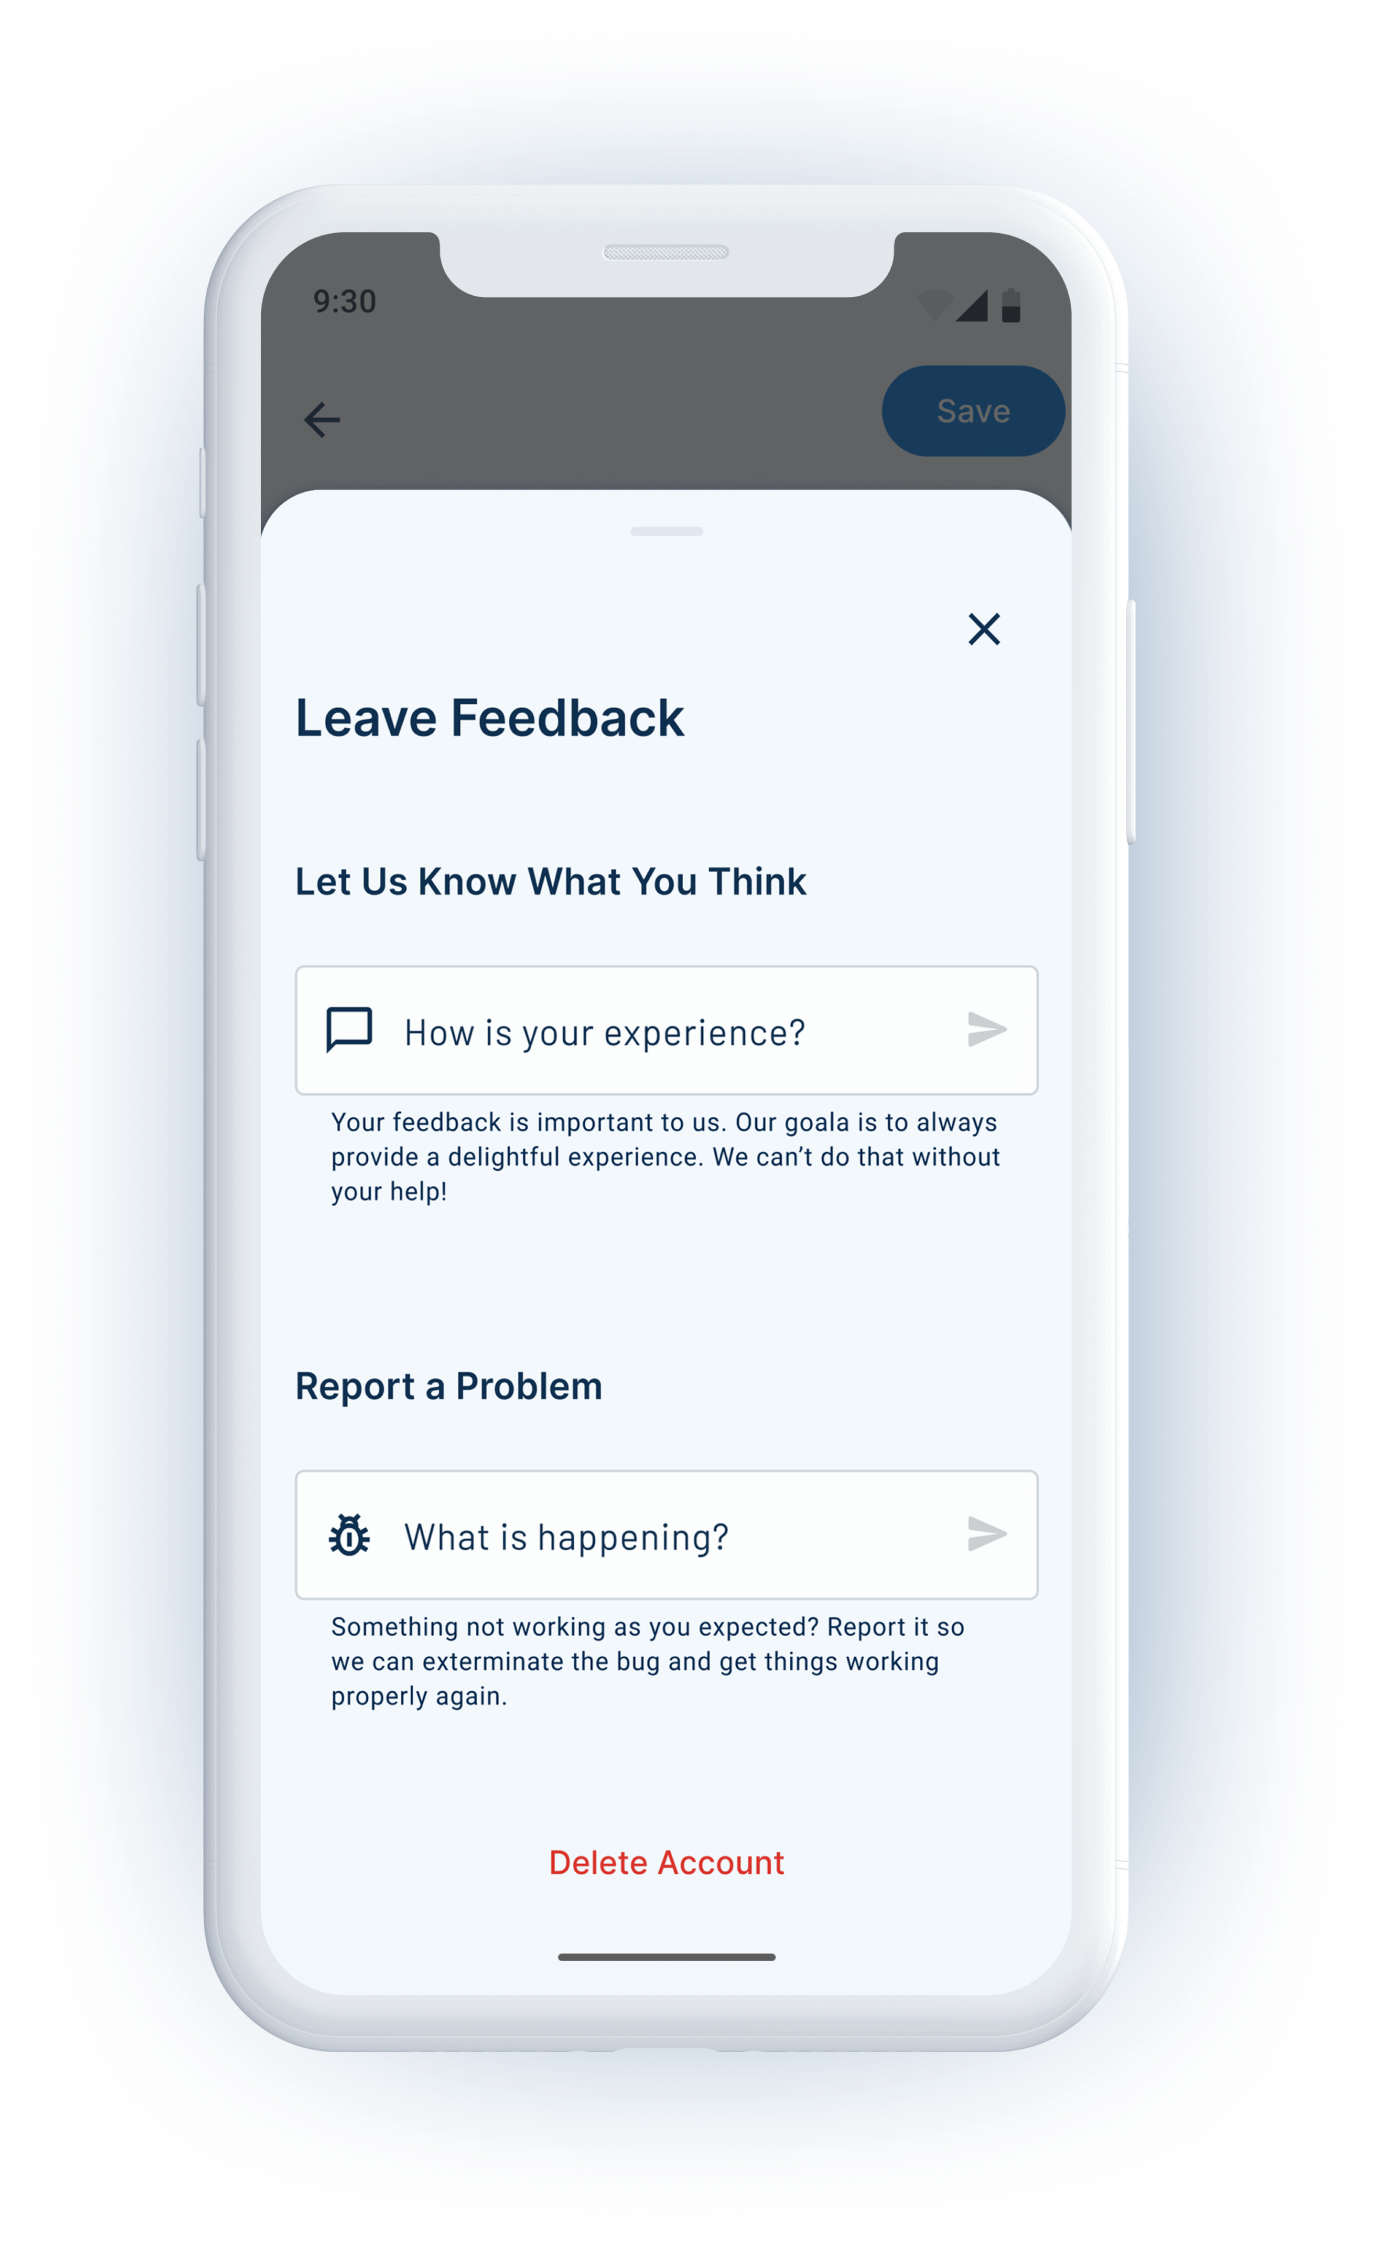 9:30
Save
Leave Feedback
Let Us Know What You Think
How is your experience?
Your feedback is important to us. Our goala is to always
provide a delightful experience. We can’t do that without
your help!
Report a Problem
What is happening?
Something not working as you expected? Report it so
we can exterminate the bug and get things working
properly again.
Delete Account